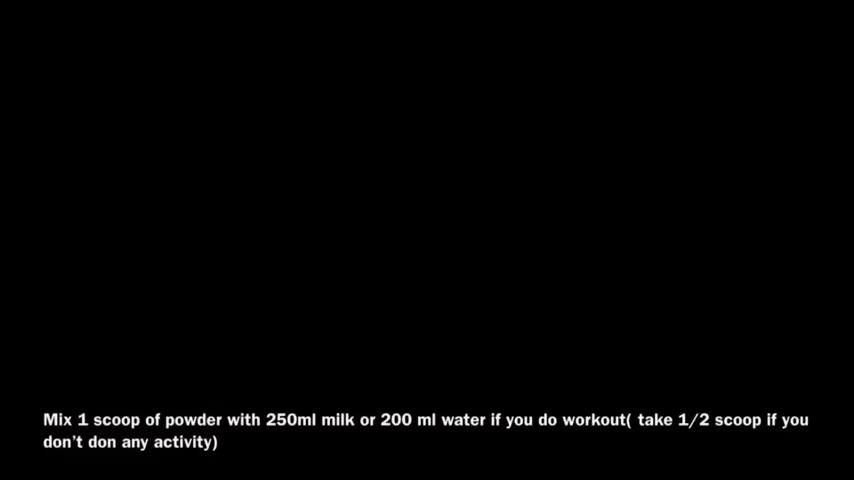 Mix 1 scoop of powder with 250ml milk or 200 ml water if you do workout( take 1/2 scoop if you
don’t don any activity)